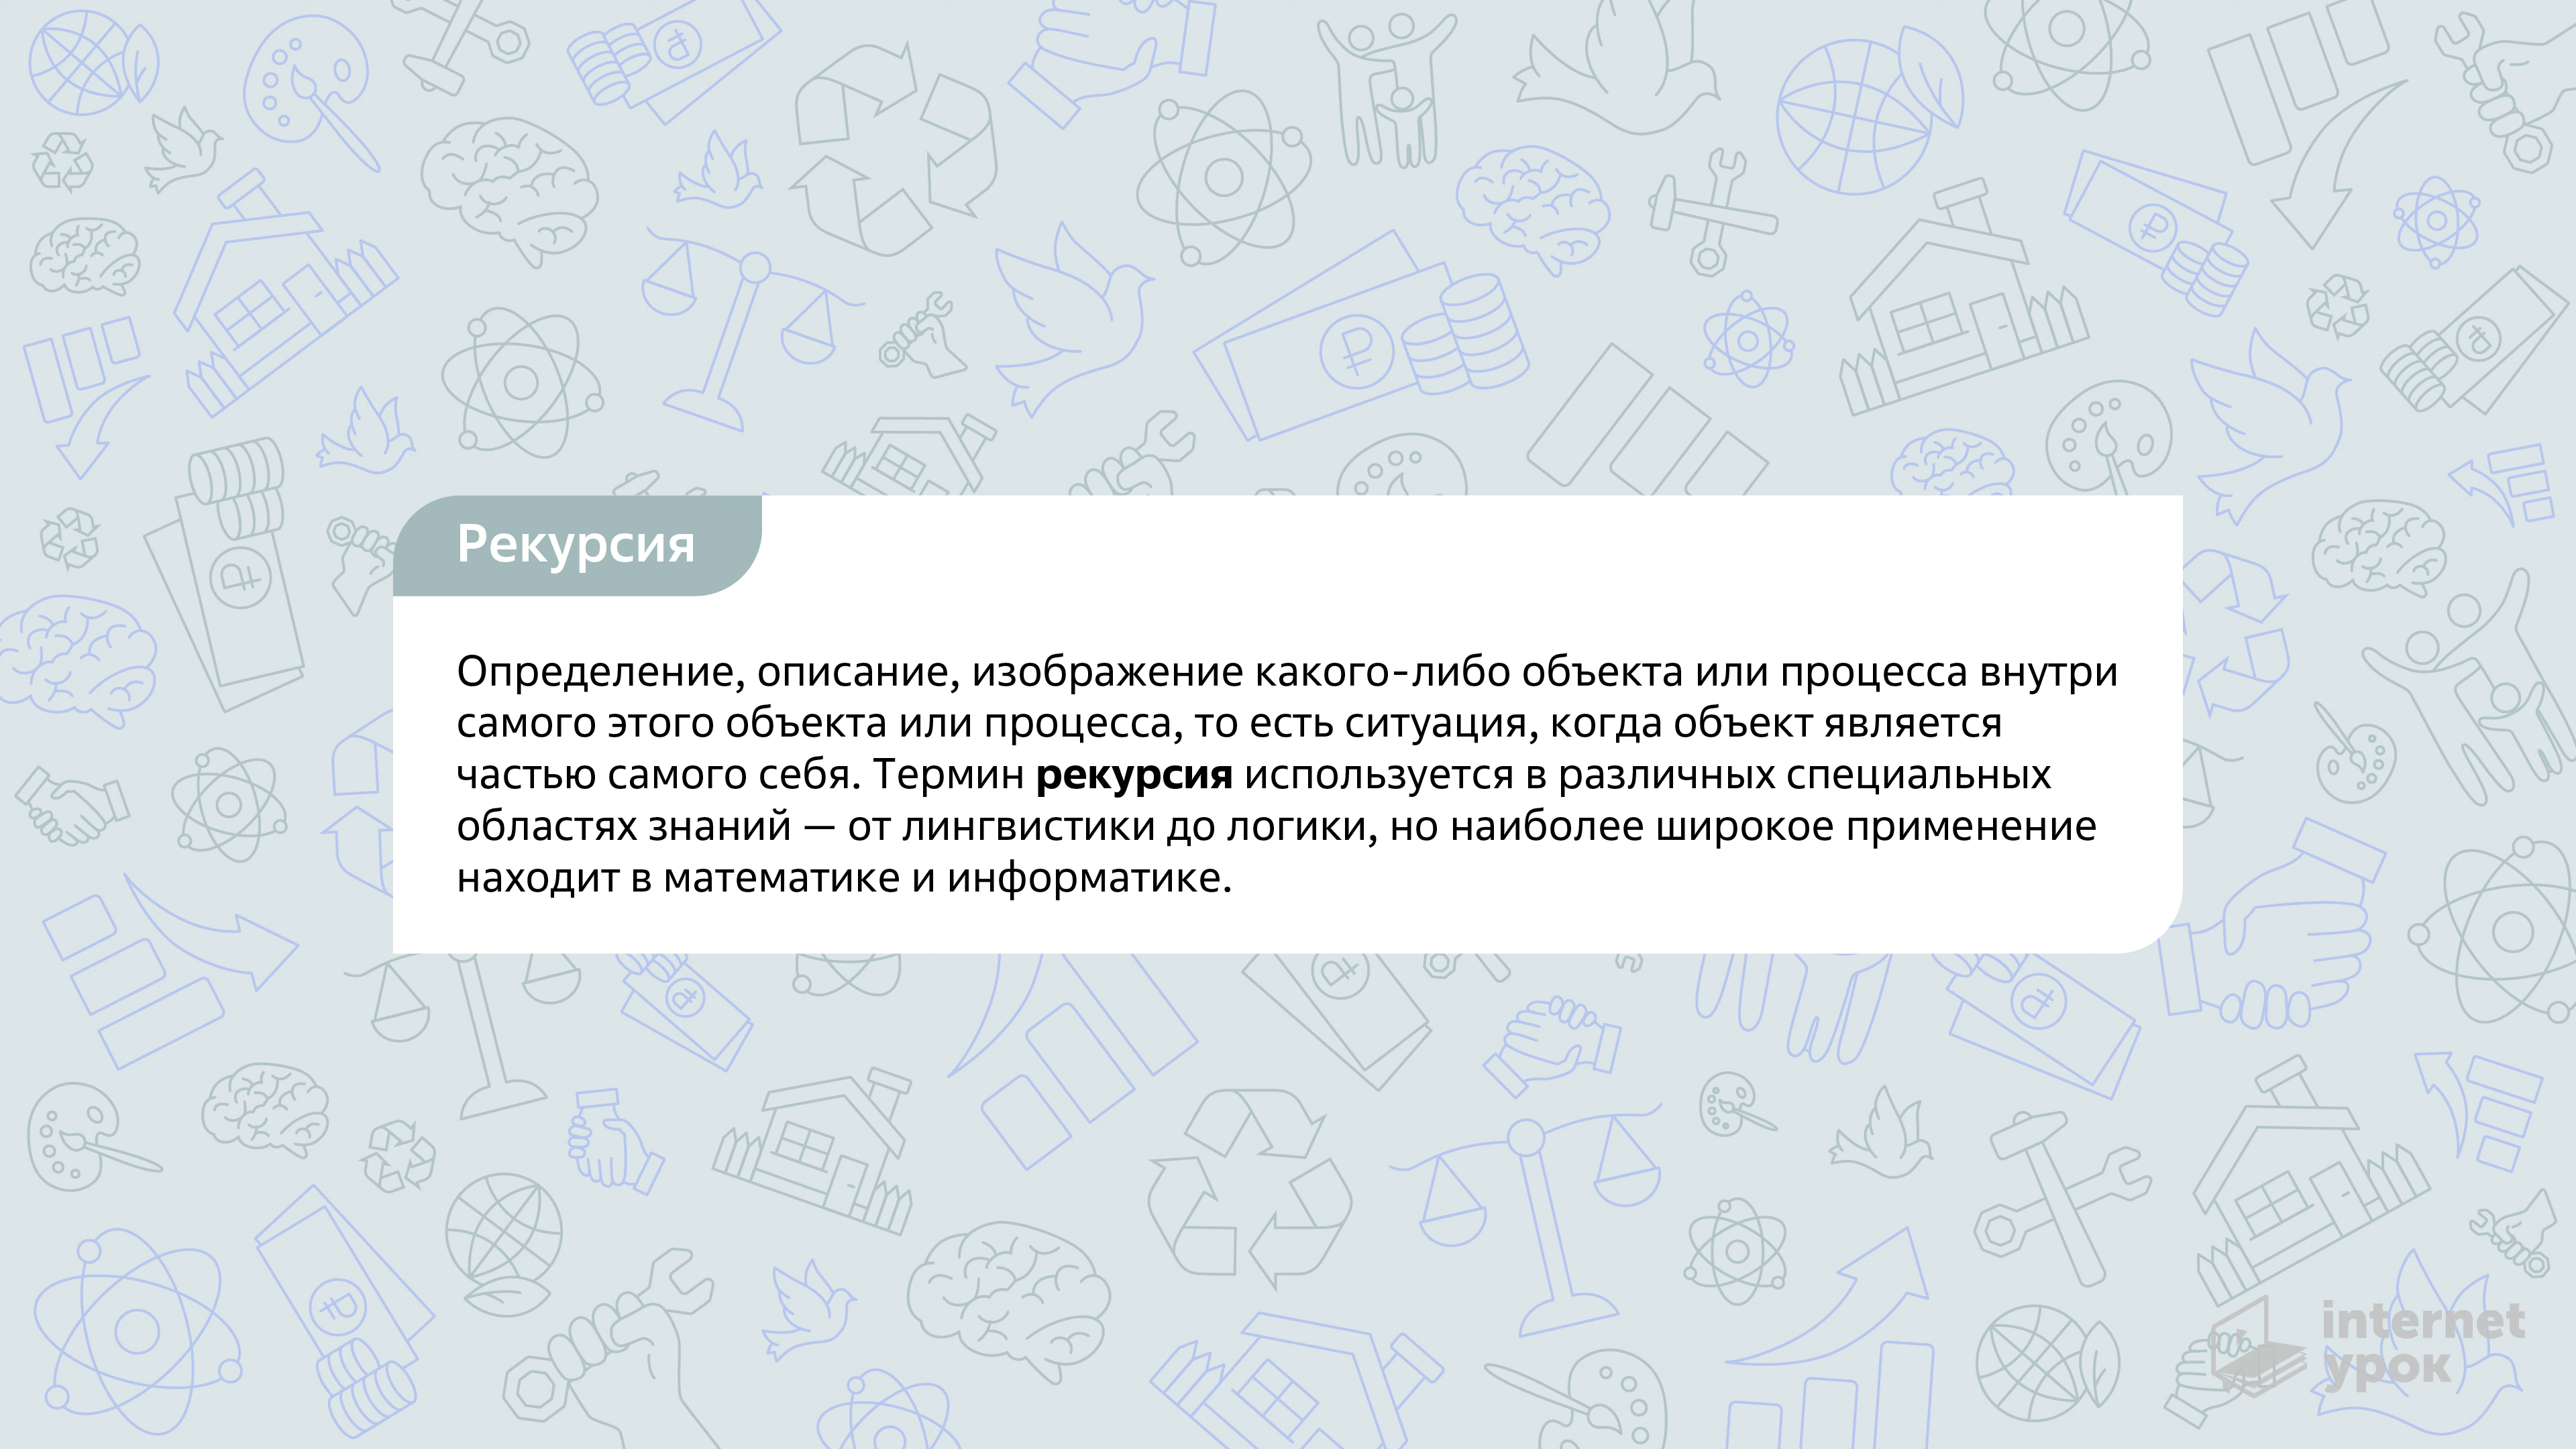 Рекурсия
Определение, описание, изображение какого-либо объекта или процесса внутри
самого этого объекта или процесса, то есть ситуация, когда объект является
частью самого себя. Термин рекурсия используется в различных специальных
областях знаний — от лингвистики до логики, но наиболее широкое применение
находит в математике и информатике.
internet
урок